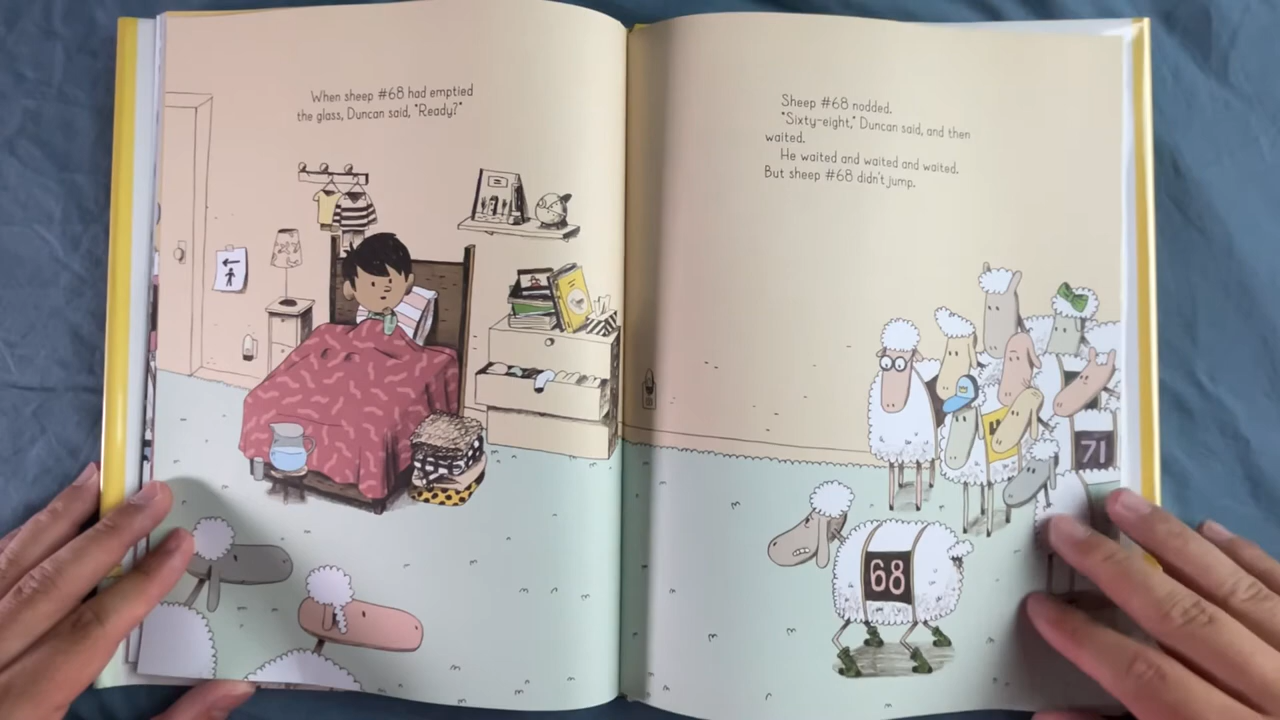 When sheep #68 had emptied
the glass, Duncan said, "Ready?"
Sheep #68 nodded.
"Sixty-eight," Duncan said, and then
waited.
He waited and waited and waited.
But sheep #68 didn't jump.
71
68